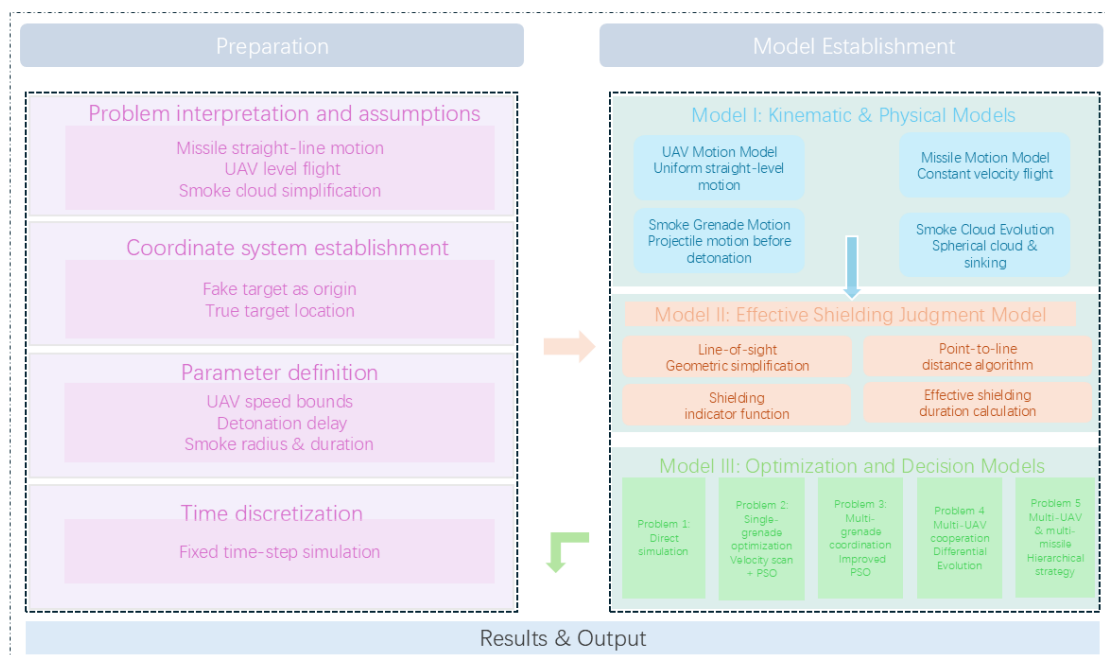 Preparation
Model Establishment
Problem interpretation and assumptions
Missile straight-line motion
UAV level flight
Smoke cloud simplification
Coordinate system establishment
Fake target as origin
True target location
Parameter definition
UAV speed bounds
Detonation delay
Smoke radius & duration
Time discretization
Fixed time-step simulation
Model I: Kinematic & Physical Models
UAV Motion Model
Uniform straight-level
motion
Missile Motion Model
Constant velocity flight
Smoke Grenade Motion
Projectile motion before
detonation
Smoke Cloud Evolution
Spherical cloud &
sinking
Model II: Effective Shielding Judgment Model
Line-of-sight
Geometric simplification
Point-to-line
distance algorithm
Shielding
indicator function
Effective shielding
duration calculation
Model III: Optimization and Decision Models
Problem 1:
Direct
simulation
Problem 2:
Single-
grenade
optimization
Velocity scan
+ PSO
Problem 3:
Multi-
grenade
coordination
Improved
PSO
Problem 4
Multi-UAV
cooperation
Differential
Evolution
Problem 5
Multi-UAV
& multi-
missile
Hierarchical
strategy
Results & Output